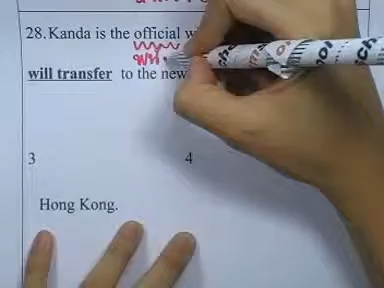 28. Kanda is the official w
will transfer to the new
3 4
Hong Kong.